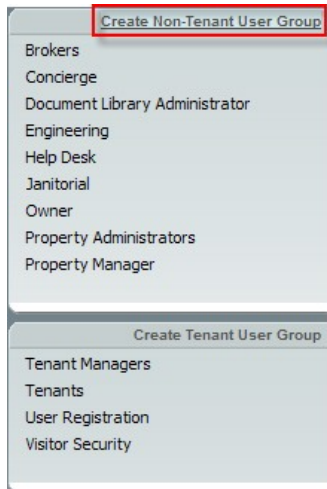 Create Non-Tenant User Group
Brokers
Concierge
Document Library Administrator
Engineering
Help Desk
Janitorial
Owner
Property Administrators
Property Manager
Create Tenant User Group
Tenant Managers
Tenants
User Registration
Visitor Security